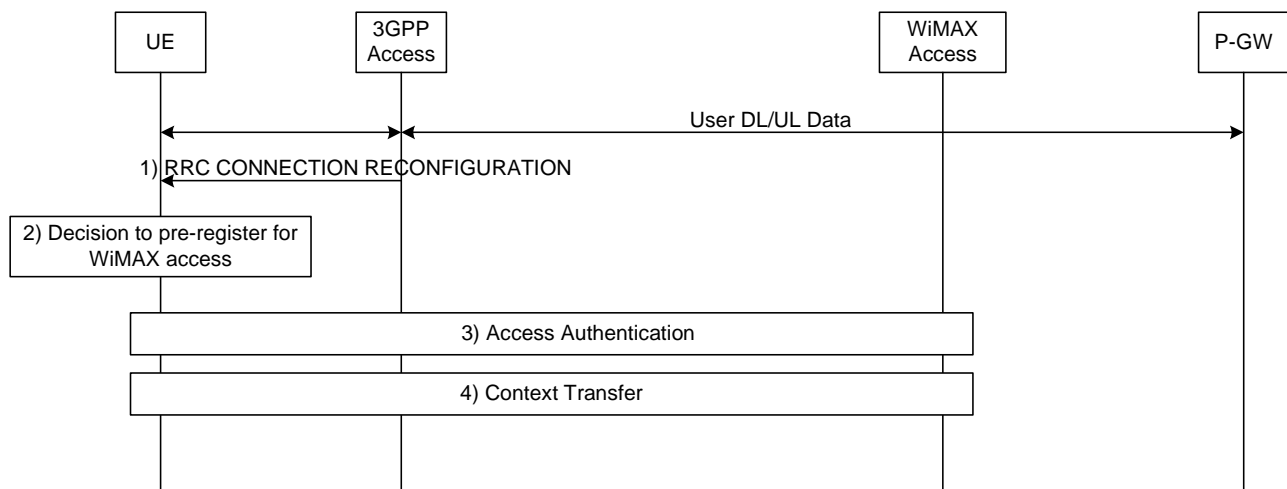 UE
3GPP
Access
WiMAX
Access
P-GW
User DL/UL Data
1) RRC CONNECTION RECONFIGURATION
2) Decision to pre-register for
WiMAX access
3) Access Authentication
4) Context Transfer